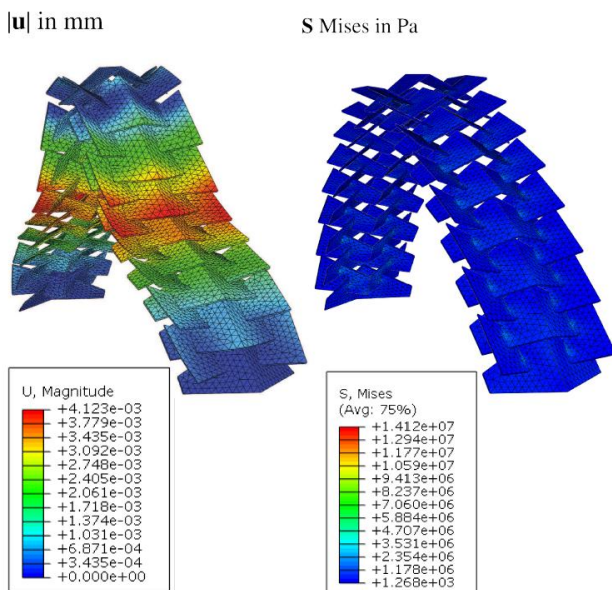 |u| in mm
S Mises in Pa
U, Magnitude
+4.123e-03
+3.779e-03
+3.435e-03
+3.092e-03
+2.748e-03
+2.405e-03
+2.061e-03
+1.718e-03
+1.374e-03
+1.031e-03
+6.871e-04
+3.435e-04
+0.000e+00
S, Mises
(Avg: 75%)
+1.412e+07
+1.294e+07
+1.177e+07
+1.059e+07
+9.413e+06
+8.237e+06
+7.060e+06
+5.884e+06
+4.707e+06
+3.531e+06
+2.354e+06
+1.178e+06
+1.268e+03